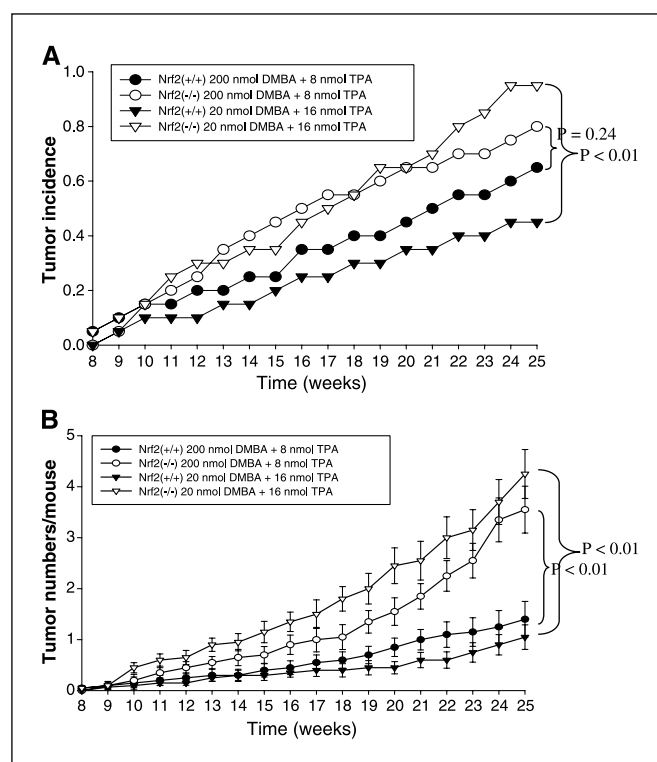 A
Nrf2(+/+) 200 nmol DMBA + 8 nmol TPA
Nrf2(-/-) 200 nmol DMBA + 8 nmol TPA
Nrf2(+/+) 20 nmol DMBA + 16 nmol TPA
Nrf2(-/-) 20 nmol DMBA + 16 nmol TPA
Tumor incidence
1.0
0.8
0.6
0.4
0.2
0.0
8 9 10 11 12 13 14 15 16 17 18 19 20 21 22 23 24 25
Time (weeks)
P = 0.24
P < 0.01
B
Nrf2(+/+) 200 nmol DMBA + 8 nmol TPA
Nrf2(-/-) 200 nmol DMBA + 8 nmol TPA
Nrf2(+/+) 20 nmol DMBA + 16 nmol TPA
Nrf2(-/-) 20 nmol DMBA + 16 nmol TPA
Tumor numbers/mouse
5
4
3
2
1
0
8 9 10 11 12 13 14 15 16 17 18 19 20 21 22 23 24 25
Time (weeks)
P < 0.01
P < 0.01